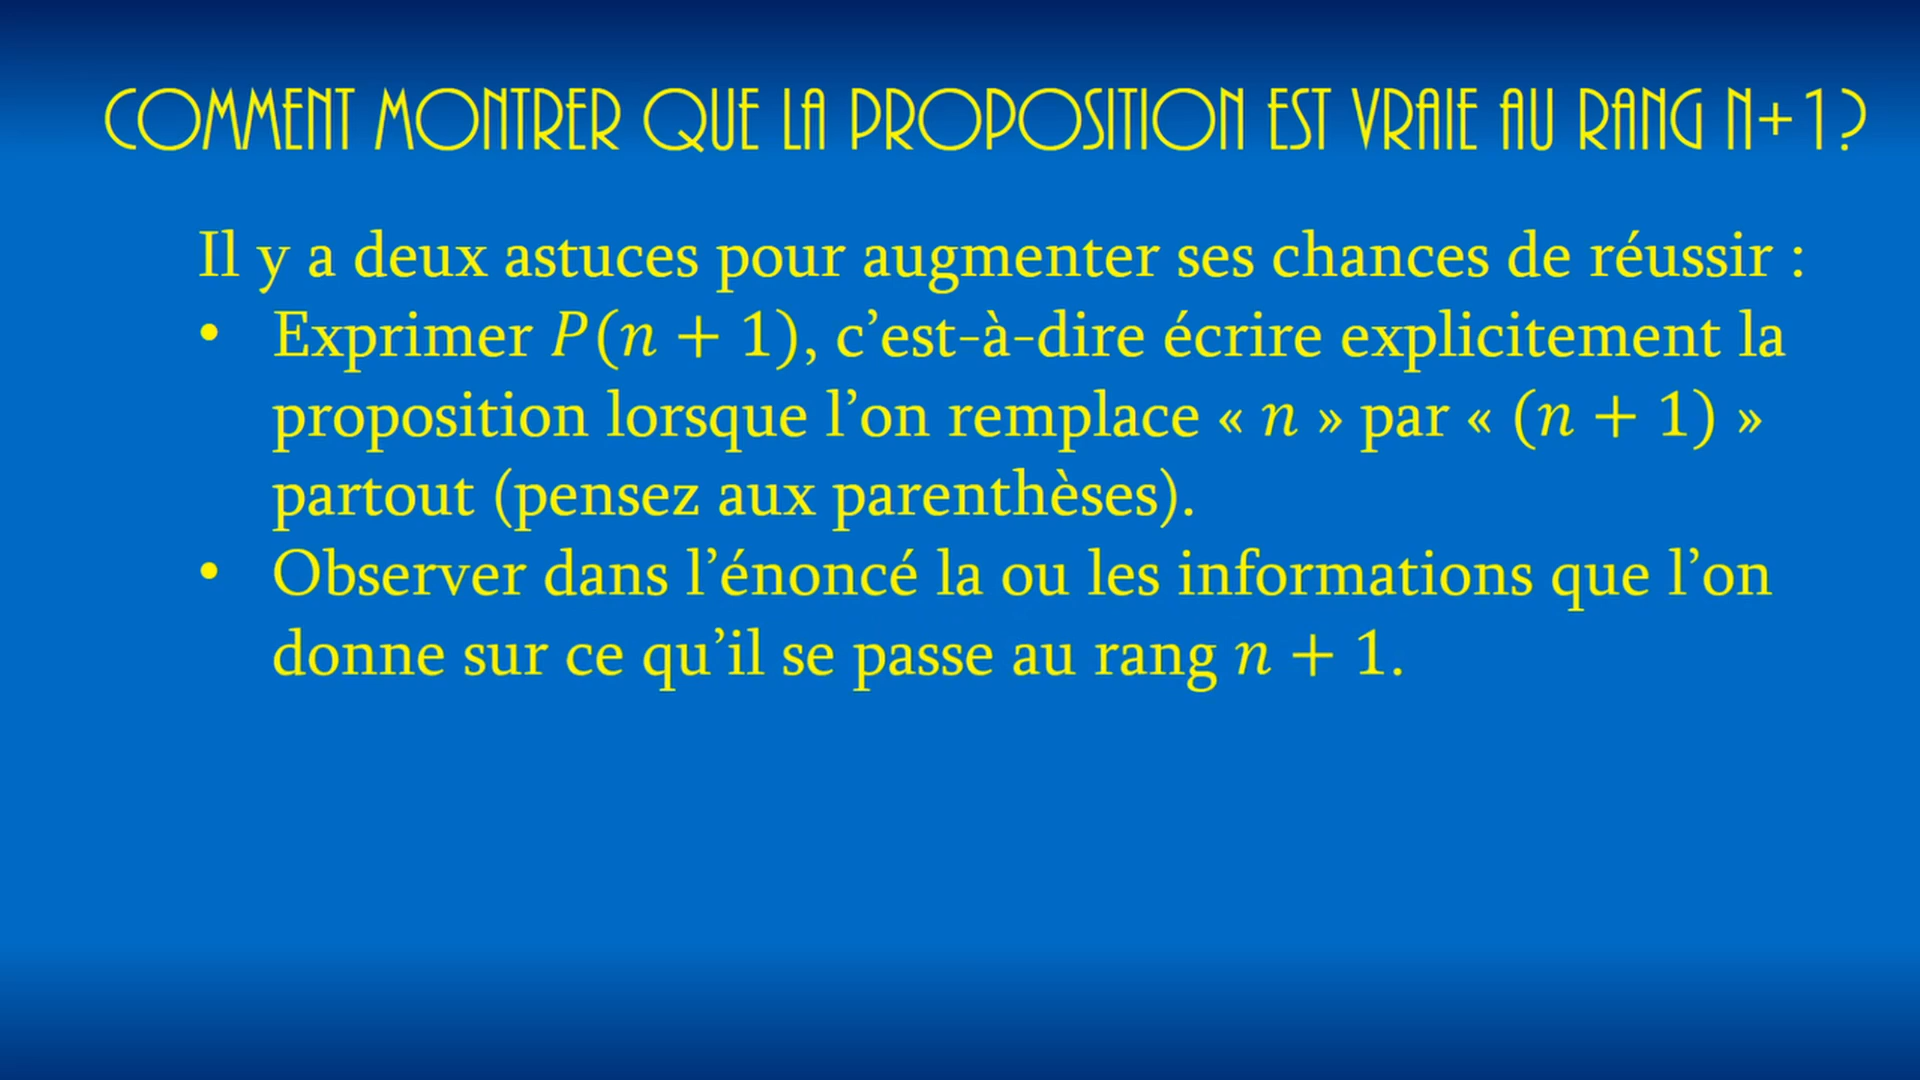 COMMENT MONTRER QUE LA PROPOSITION EST VRAIE AU RANG N+1?
Il y a deux astuces pour augmenter ses chances de réussir :
• Exprimer P(n + 1), c’est-à-dire écrire explicitement la
proposition lorsque l’on remplace « n » par « (n + 1) »
partout (pensez aux parenthèses).
• Observer dans l’énoncé la ou les informations que l’on
donne sur ce qu’il se passe au rang n + 1.